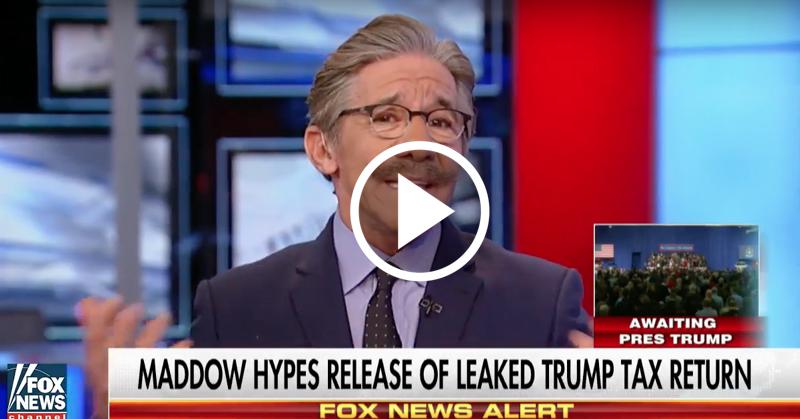 AWAITING
PRES TRUMP
MADDOW HYPES RELEASE OF LEAKED TRUMP TAX RETURN
FOX
NEWS
channel
FOX NEWS ALERT